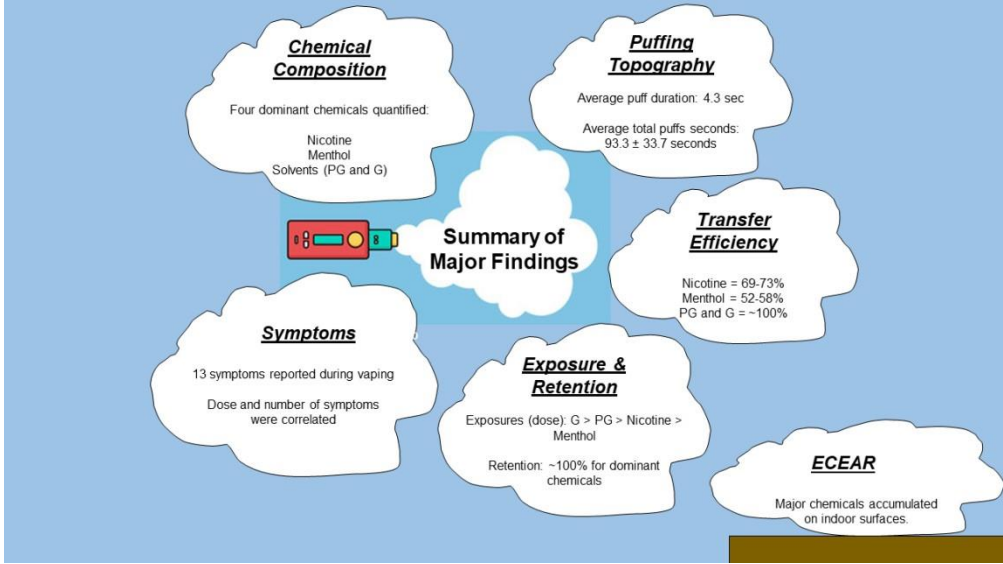 Chemical
Composition
Four dominant chemicals quantified:
Nicotine
Menthol
Solvents (PG and G)
Puffing
Topography
Average puff duration: 4.3 sec
Average total puffs seconds:
93.3 ± 33.7 seconds
Summary of
Major Findings
Transfer
Efficiency
Nicotine = 69-73%
Menthol = 52-58%
PG and G = ~100%
Symptoms
13 symptoms reported during vaping
Dose and number of symptoms
were correlated
Exposure &
Retention
Exposures (dose): G > PG > Nicotine >
Menthol
Retention: ~100% for dominant
chemicals
ECEAR
Major chemicals accumulated
on indoor surfaces.